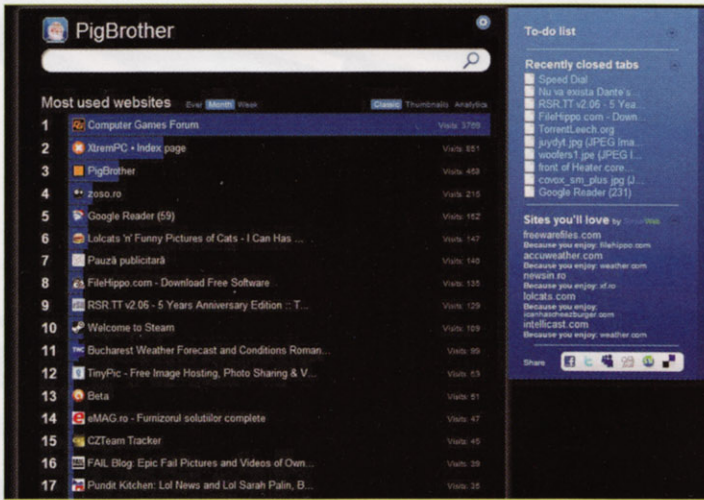 PigBrother
Most used websites Ever Month Week Classic Thumbnails Analytics
1 Computer Games Forum Visits: 3789
2 XtremPC • Index page Visits: 851
3 PigBrother Visits: 469
4 zoso.ro Visits: 215
5 Google Reader (59) Visits: 162
6 Lolcats 'n' Funny Pictures of Cats - I Can Has ... Visits: 147
7 Pauză publicitară Visits: 140
8 FileHippo.com - Download Free Software Visits: 135
9 RSR.TT v2.06 - 5 Years Anniversary Edition :: T... Visits: 129
10 Welcome to Steam Visits: 109
11 Bucharest Weather Forecast and Conditions Roman... Visits:
12 TinyPic - Free Image Hosting, Photo Sharing & V... Visits:
13 Beta Visits: 51
14 eMAG.ro - Furnizorul solutiilor complete Visits: 47
15 CZTeam Tracker Visits: 45
16 FAIL Blog: Epic Fail Pictures and Videos of Own... Visits:
17 Pundit Kitchen: Lol News and Lol Sarah Palin, B... Visits:
To-do list
Recently closed tabs
Speed Dial
Nu va exista Dante's ...
RSR.TT v2.06 - 5 Yea...
FileHippo.com - Down...
TorrentLeech.org
juydyt.jpg (JPEG Ima...
woofers1.jpe (JPEG I...
front of Heater core...
covox_sm_plus.jpg (J...
Google Reader (231)
Sites you'll love by
freewarefiles.com
Because you enjoy: filehippo.com
accuweather.com
Because you enjoy: weather.com
newsin.ro
Because you enjoy: xf.ro
lolcats.com
Because you enjoy:
icanhascheezburger.com
intellicast.com
Because you enjoy: weather.com
Share